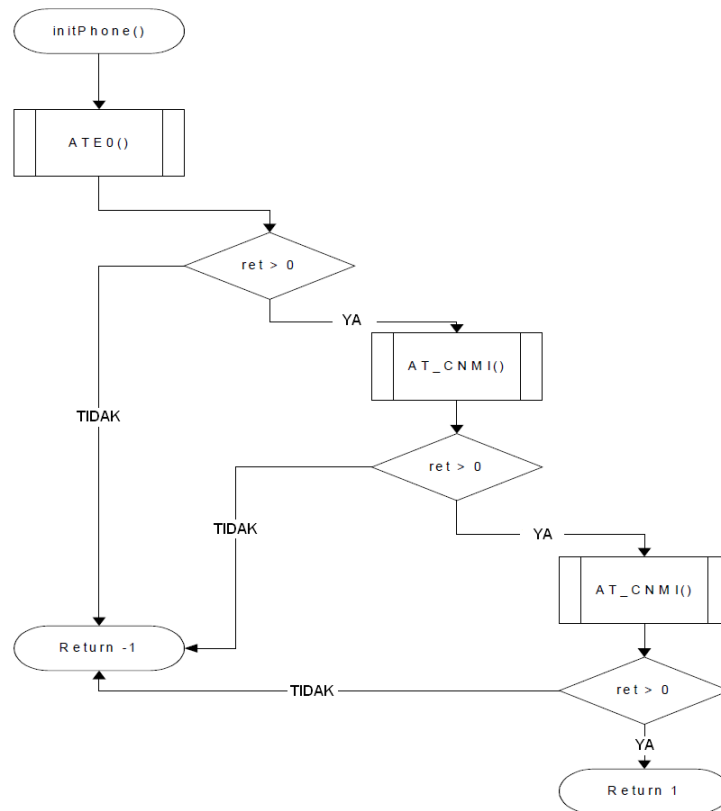 initPhone()
ATE0()
ret > 0
YA
AT_CNMI()
TIDAK
ret > 0
TIDAK
YA
AT_CNMI()
Return -1
ret > 0
TIDAK
YA
Return 1